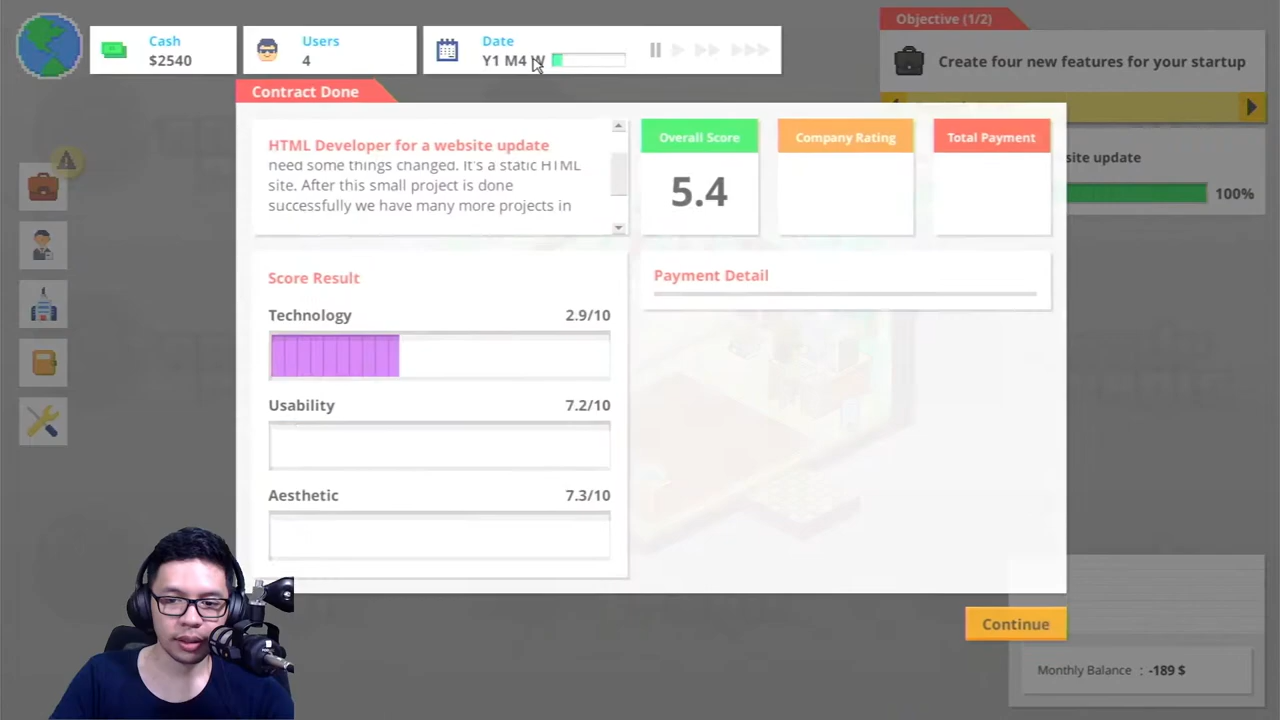 Cash
$2540
Users
4
Date
Y1 M4 W
Objective (1/2)
Create four new features for your startup
Contract Done
HTML Developer for a website update
need some things changed. It's a static HTML
site. After this small project is done
successfully we have many more projects in
Overall Score
5.4
Company Rating
Total Payment
site update
100%
Score Result
Technology 2.9/10
Usability 7.2/10
Aesthetic 7.3/10
Payment Detail
Continue
Monthly Balance : -189 $